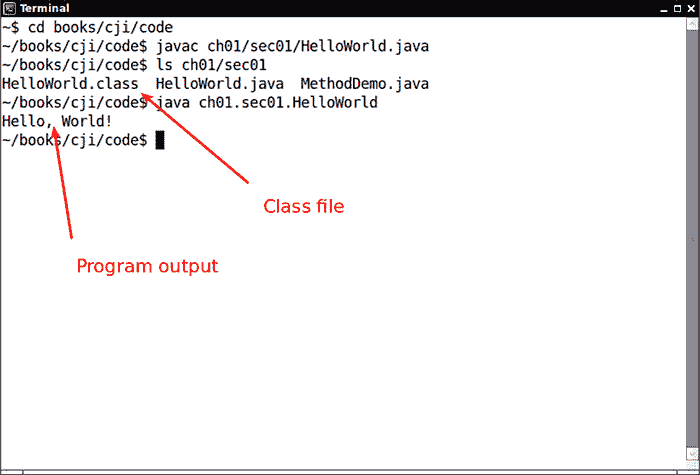 Terminal
~$ cd books/cji/code
~/books/cji/code$ javac ch01/sec01/HelloWorld.java
~/books/cji/code$ ls ch01/sec01
HelloWorld.class  HelloWorld.java  MethodDemo.java
~/books/cji/code$ java ch01.sec01.HelloWorld
Hello, World!
~/books/cji/code$
Class file
Program output